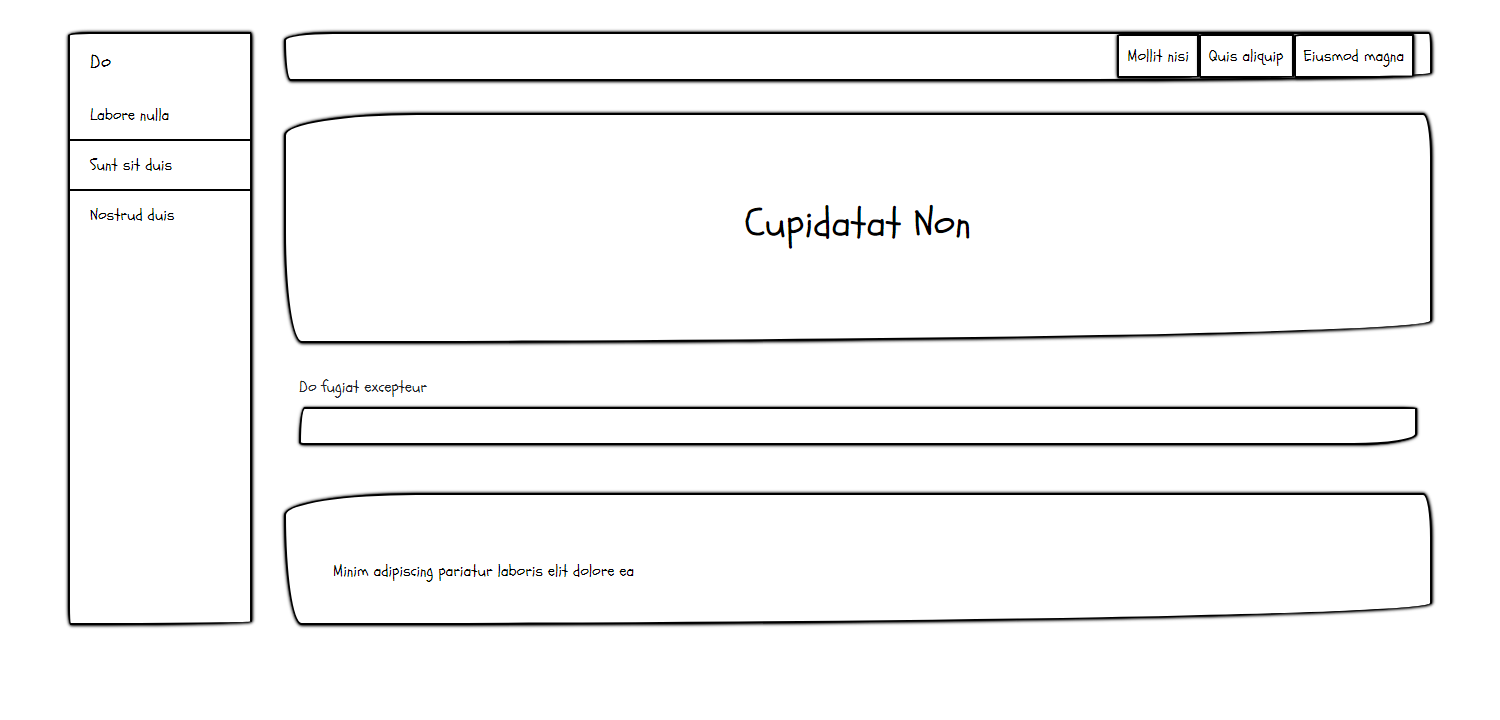 Do
Labore nulla
Sunt sit duis
Nostrud duis
Mollit nisi
Quis aliquip
Eiusmod magna
Cupidatat Non
Do fugiat excepteur
Minim adipiscing pariatur laboris elit dolore ea